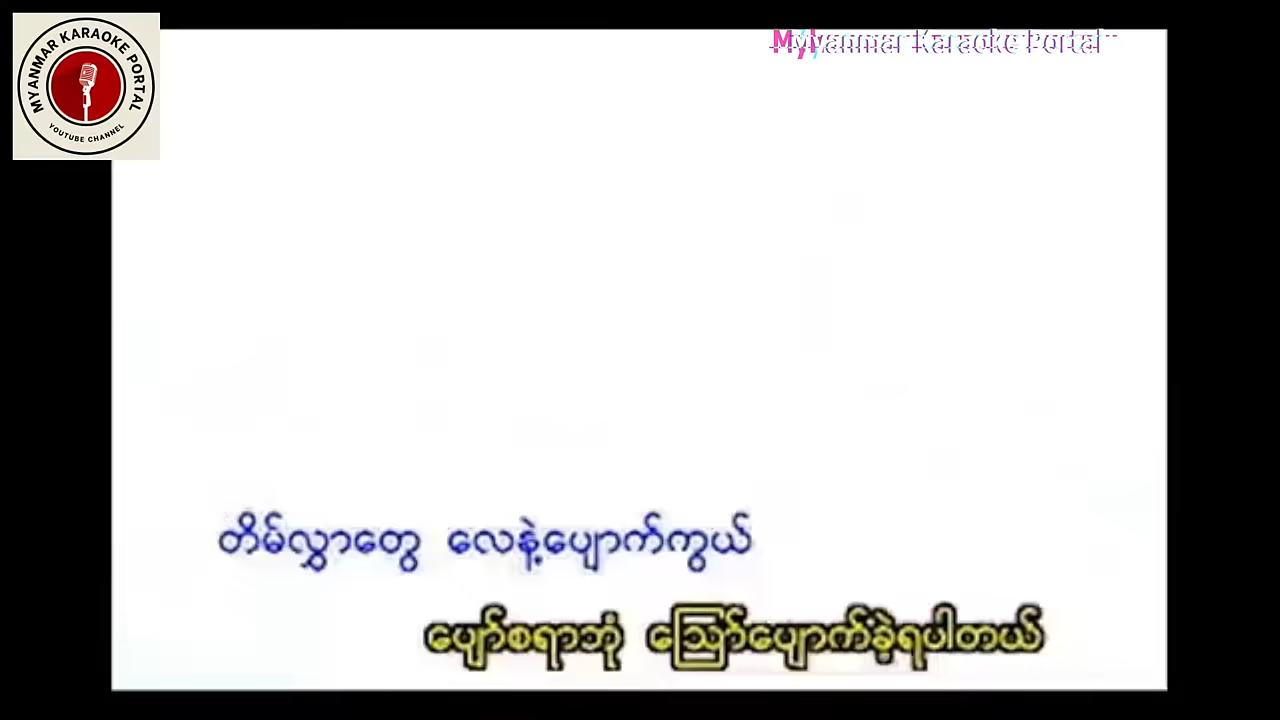 MYANMAR KARAOKE PORTAL
YOUTUBE CHANNEL
Myanmar Karaoke Portal
တိမ်လွှာတွေ လေနဲ့ပျောက်ကွယ်
ပျော်စရာဘုံ သြော်ပျောက်ခဲ့ရပါတယ်